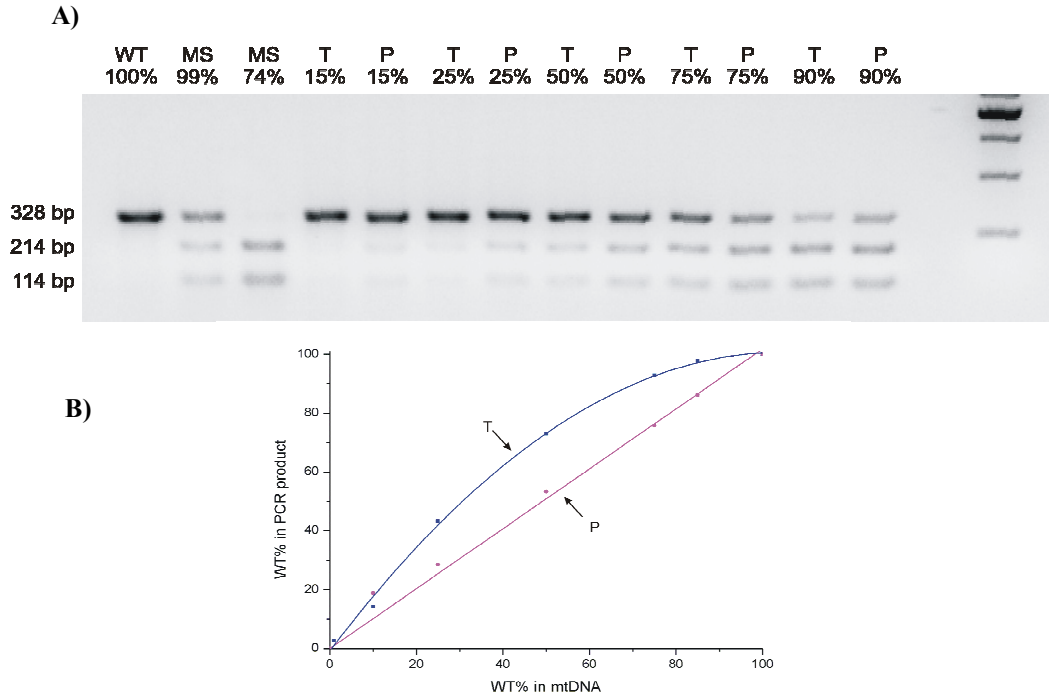 A)
WT MS MS T P T P T P T P T P
100% 99% 74% 15% 15% 25% 25% 50% 50% 75% 75% 90% 90%
328 bp
214 bp
114 bp
B)
100
80
60
40
20
0
WT% in PCR product
T
P
0 20 40 60 80 100
WT% in mtDNA